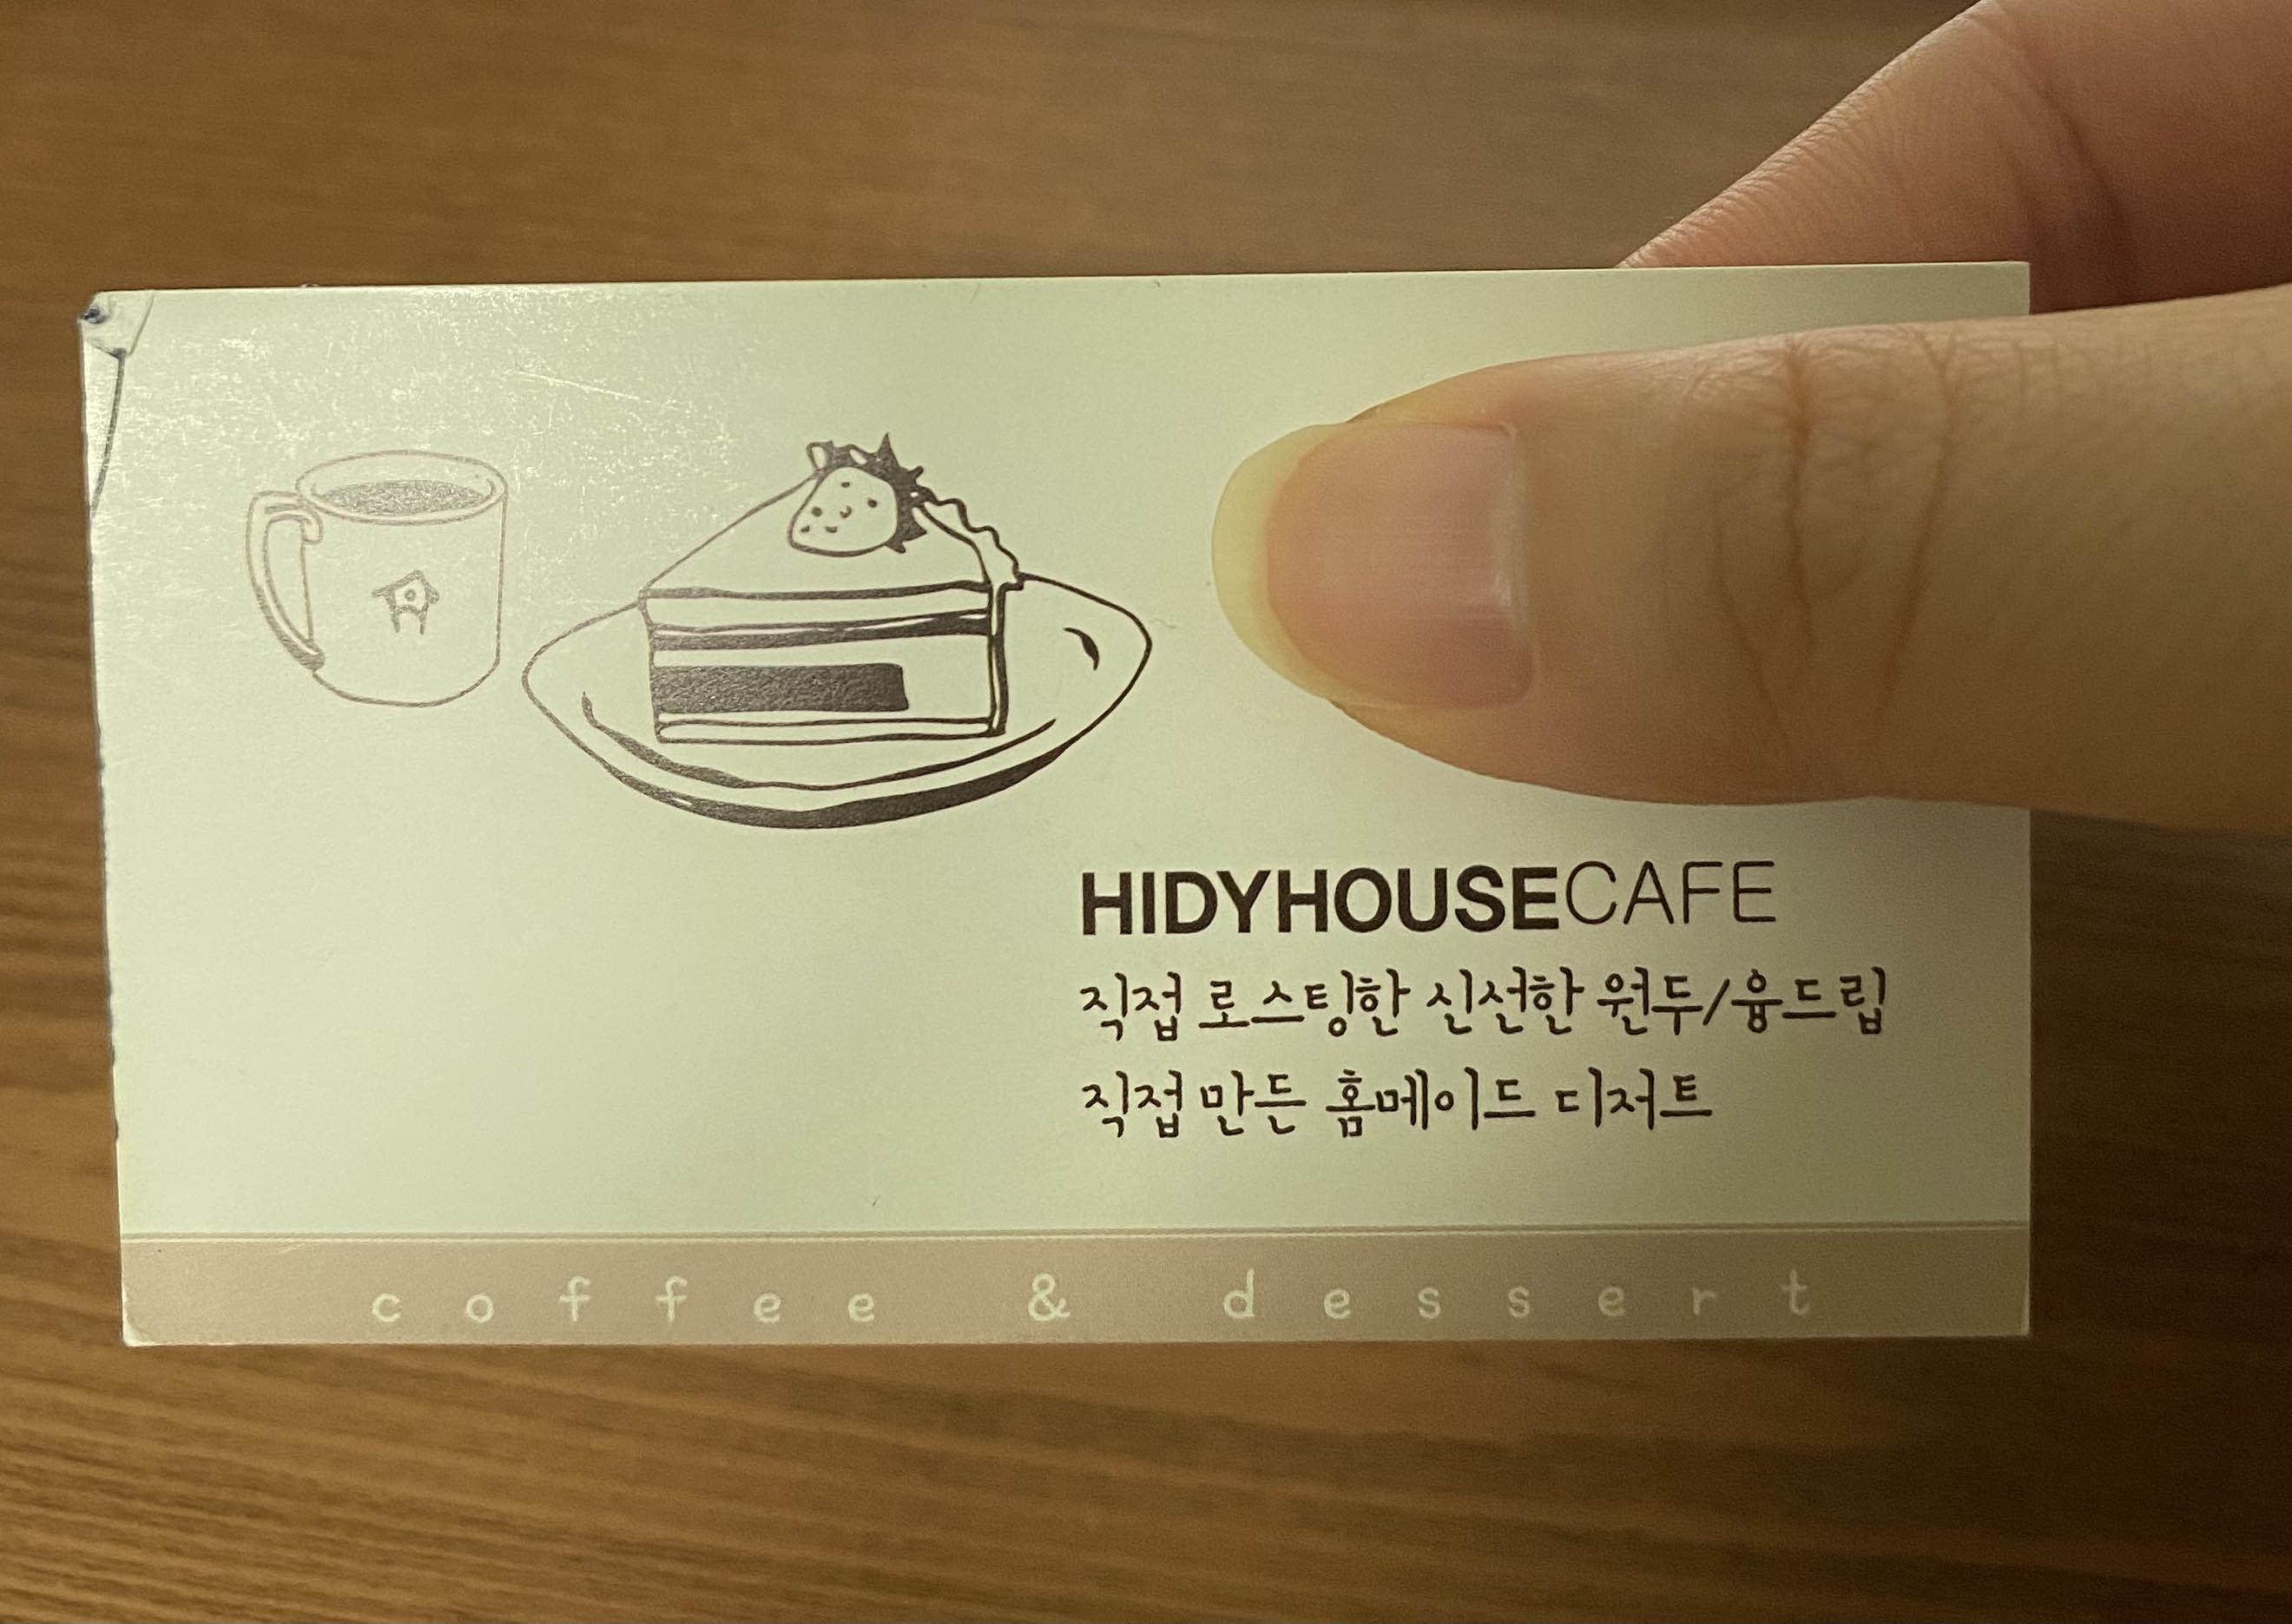 HIDYHOUSECAFE
직접 로스팅한 신선한 원두/융드립
직접 만든 홈메이드 디저트
coffee & dessert